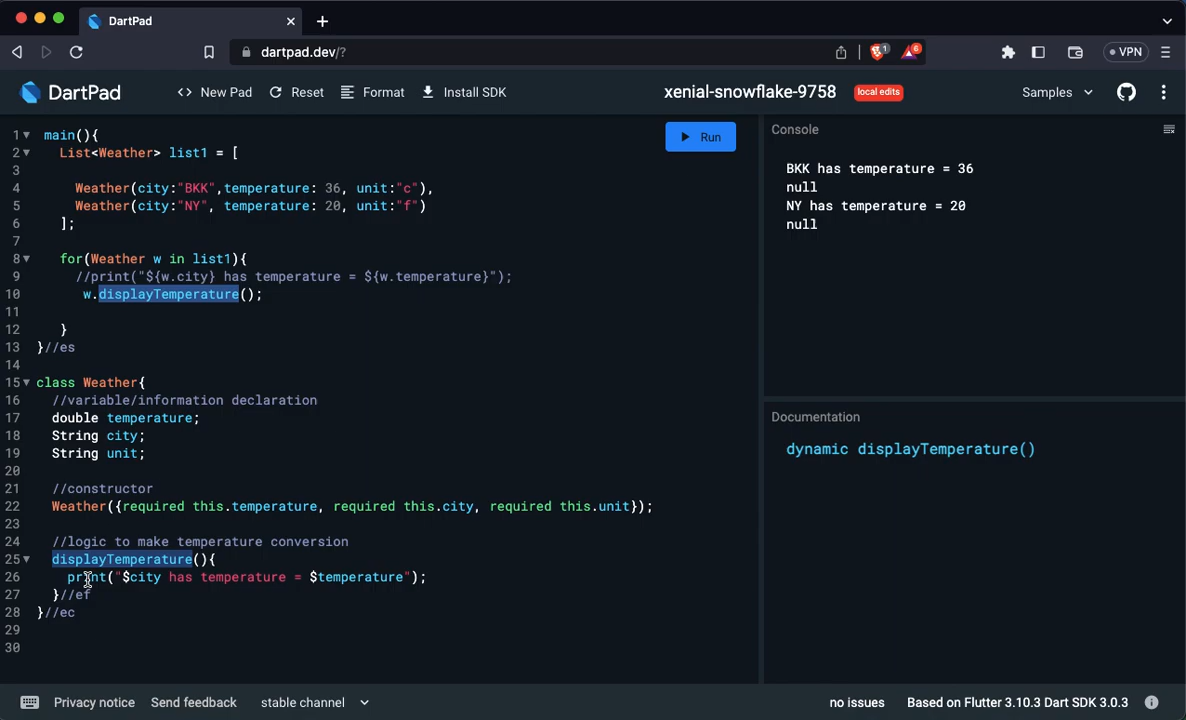 DartPad
dartpad.dev/?
1
6
VPN
DartPad
<> New Pad
Reset
Format
Install SDK
xenial-snowflake-9758
local edits
Samples
1 main(){
2 List<Weather> list1 = [
3
4 Weather(city:"BKK",temperature: 36, unit:"c"),
5 Weather(city:"NY", temperature: 20, unit:"f")
6 ];
7
8 for(Weather w in list1){
9 //print("${w.city} has temperature = ${w.temperature}");
10 w.displayTemperature();
11
12 }
13 }//es
14
15 class Weather{
16 //variable/information declaration
17 double temperature;
18 String city;
19 String unit;
20
21 //constructor
22 Weather({required this.temperature, required this.city, required this.unit});
23
24 //logic to make temperature conversion
25 displayTemperature(){
26 print("$city has temperature = $temperature");
27 }//ef
28 }//ec
29
30
Run
Console
BKK has temperature = 36
null
NY has temperature = 20
null
Documentation
dynamic displayTemperature()
Privacy notice
Send feedback
stable channel
no issues
Based on Flutter 3.10.3 Dart SDK 3.0.3